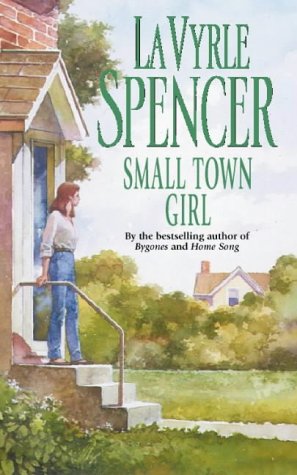 LAVYRLE
SPENCER
SMALL TOWN
GIRL
By the bestselling author of
Bygones and Home Song